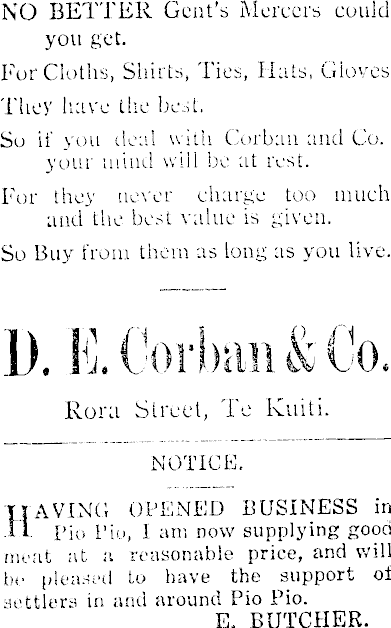 NO BETTER Gent's Mercers could
you get.
For Cloths, Shirts, Ties, Hats, Gloves
They have the best.
So if you deal with Corban and Co.
your mind will be at rest.
For they never charge too much
and the best value is given.
So Buy from them as long as you live.
D. E. Corban & Co.
Rora Street, Te Kuiti.
NOTICE.
HAVING OPENED BUSINESS in
Pio Pio, I am now supplying good
meat at a reasonable price, and will
be pleased to have the support of
settlers in and around Pio Pio.
E. BUTCHER.